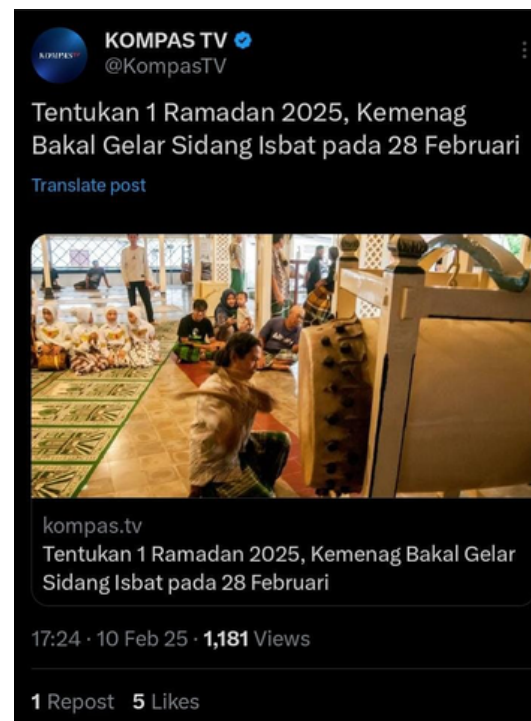 KOMPAS TV
@KompasTV
KOMPAS TV
Tentukan 1 Ramadan 2025, Kemenag
Bakal Gelar Sidang Isbat pada 28 Februari
Translate post
kompas.tv
Tentukan 1 Ramadan 2025, Kemenag Bakal Gelar
Sidang Isbat pada 28 Februari
17:24 · 10 Feb 25 · 1,181 Views
1 Repost 5 Likes